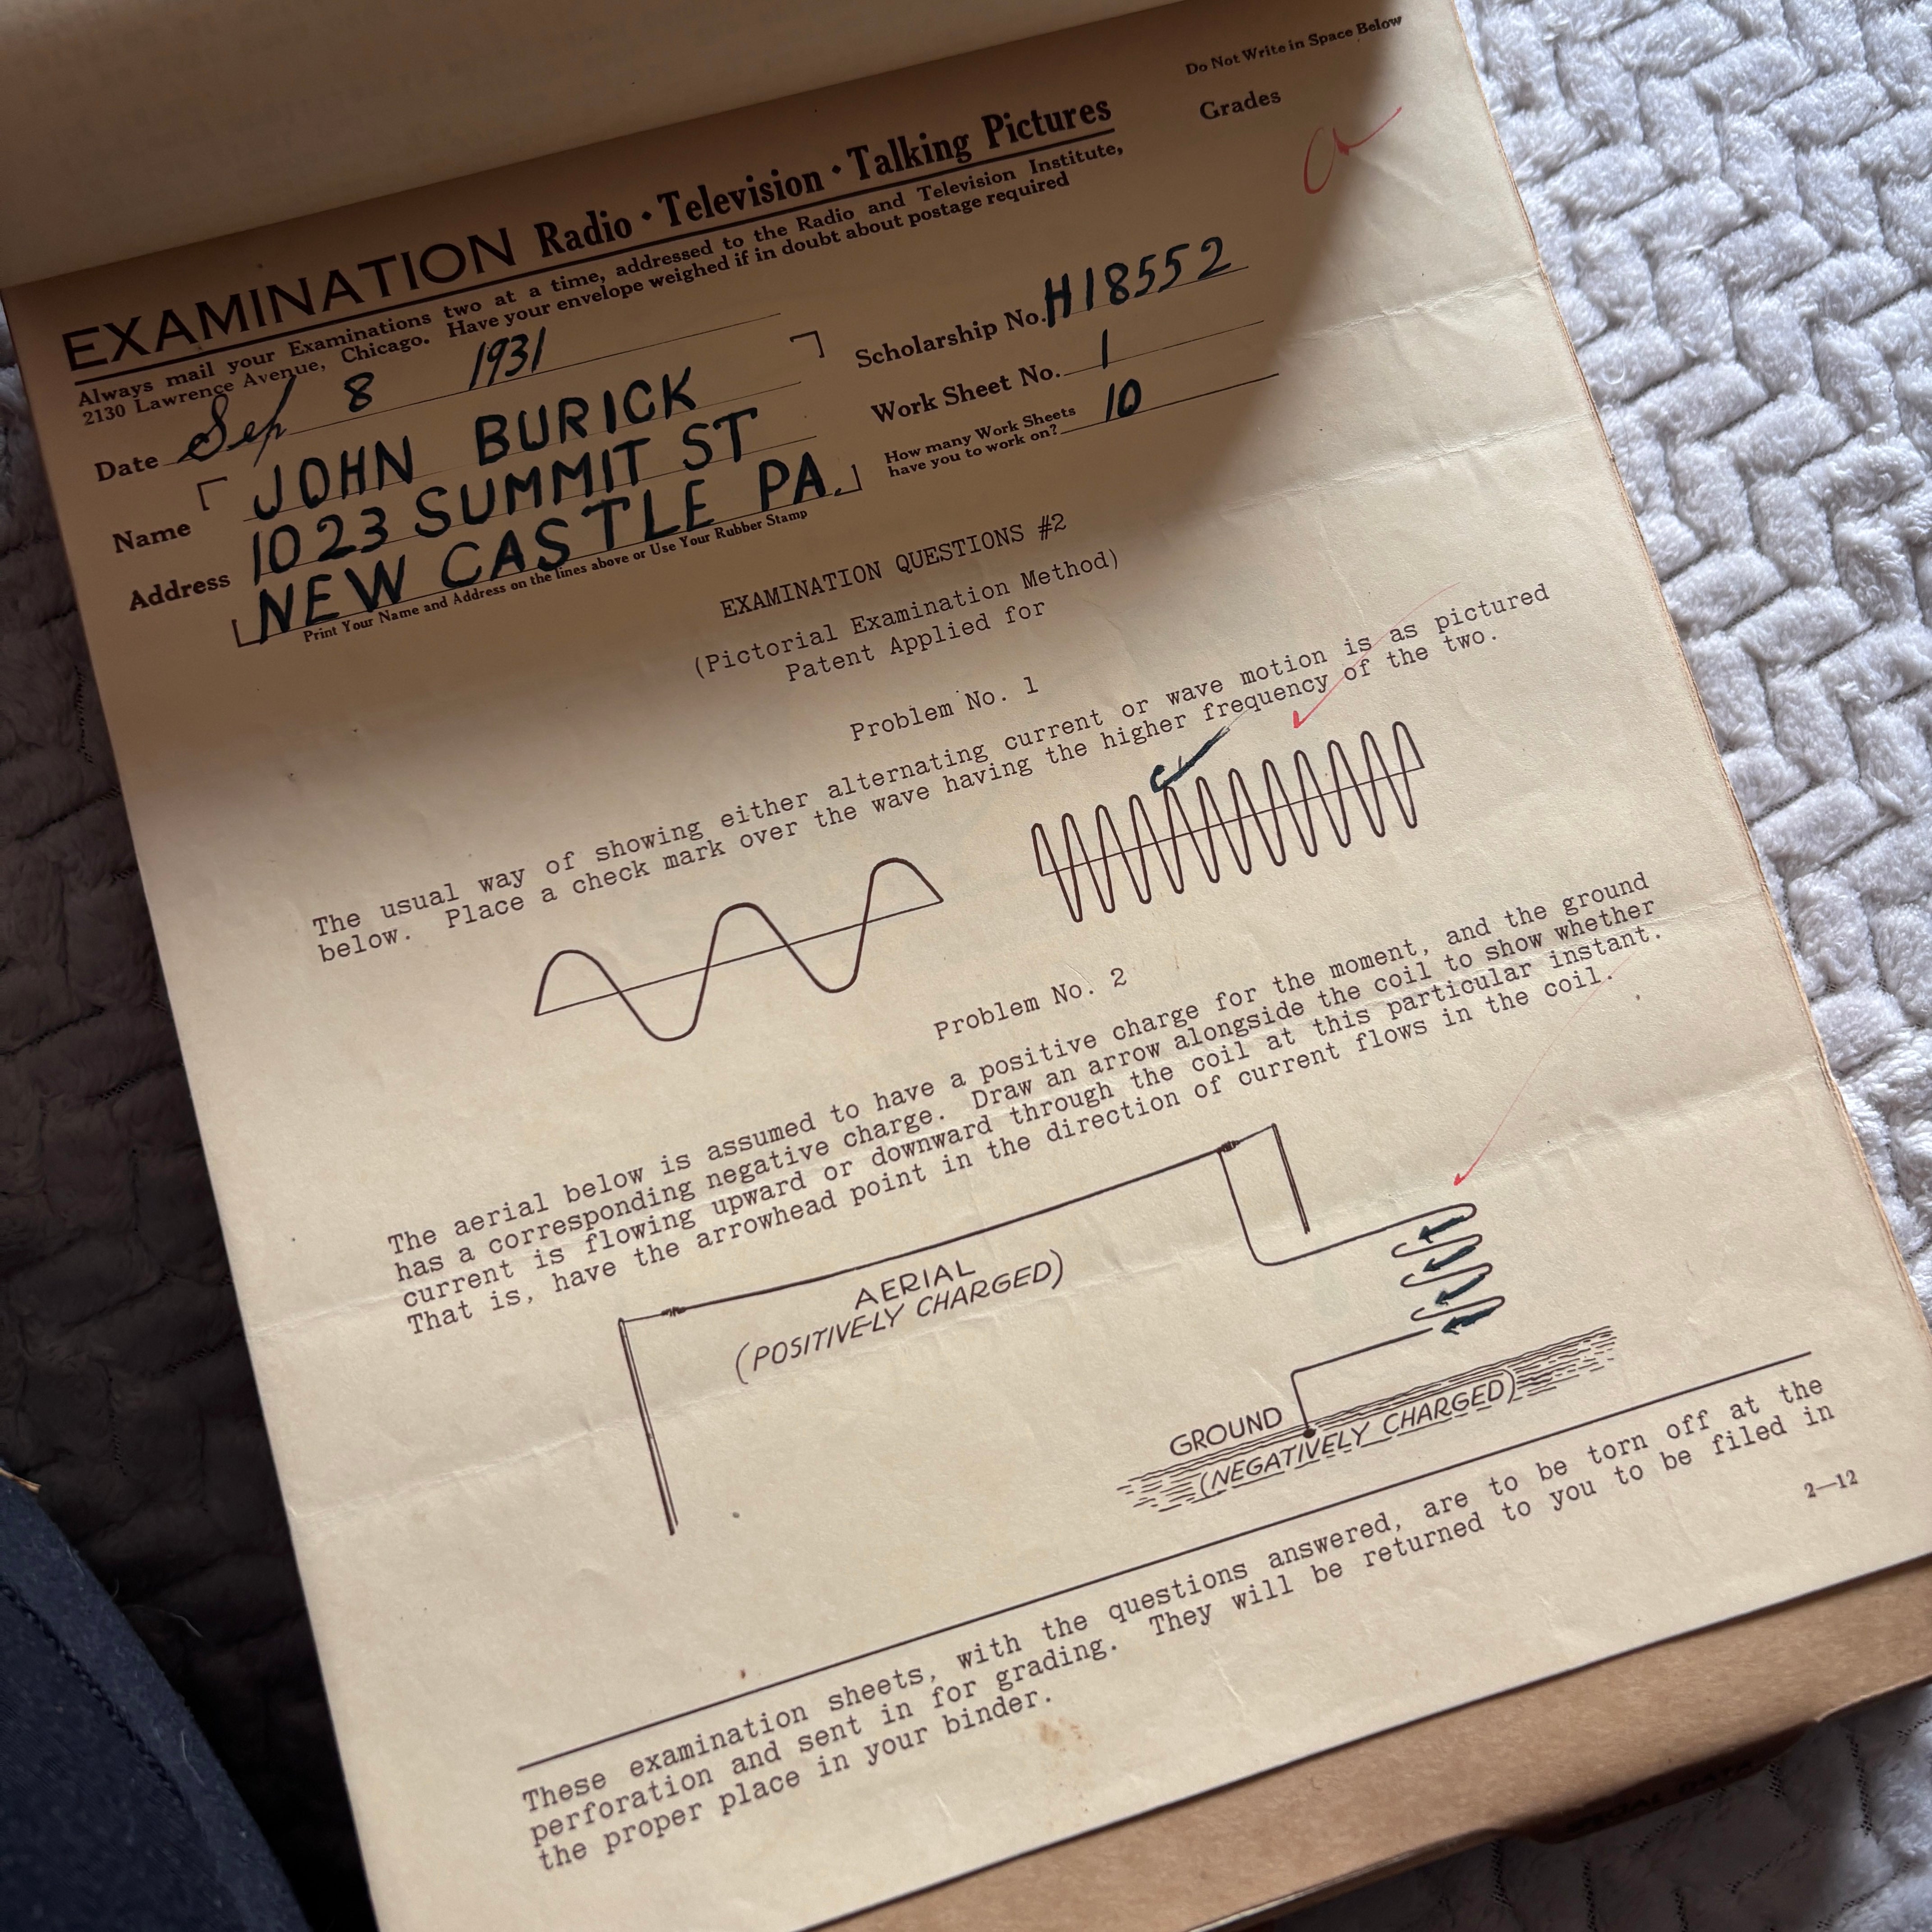 Do Not Write in Space Below
EXAMINATION Radio · Television · Talking Pictures
Grades
a
Always mail your Examinations two at a time, addressed to the Radio and Television Institute,
2130 Lawrence Avenue, Chicago. Have your envelope weighed if in doubt about postage required
Date Sep 8 1931
Scholarship No. H18552
Name JOHN BURICK
Work Sheet No. 1
Address 1023 SUMMIT ST
How many Work Sheets
have you to work on? 10
NEW CASTLE PA.
Print Your Name and Address on the lines above or Use Your Rubber Stamp
EXAMINATION QUESTIONS #2
(Pictorial Examination Method)
Patent Applied for
Problem No. 1
The usual way of showing either alternating current or wave motion is as pictured
below. Place a check mark over the wave having the higher frequency of the two.
Problem No. 2
The aerial below is assumed to have a positive charge for the moment, and the ground
has a corresponding negative charge. Draw an arrow alongside the coil to show whether
current is flowing upward or downward through the coil at this particular instant.
That is, have the arrowhead point in the direction of current flows in the coil.
AERIAL
(POSITIVELY CHARGED)
GROUND
(NEGATIVELY CHARGED)
These examination sheets, with the questions answered, are to be torn off at the
perforation and sent in for grading. They will be returned to you to be filed in
the proper place in your binder.
2—12